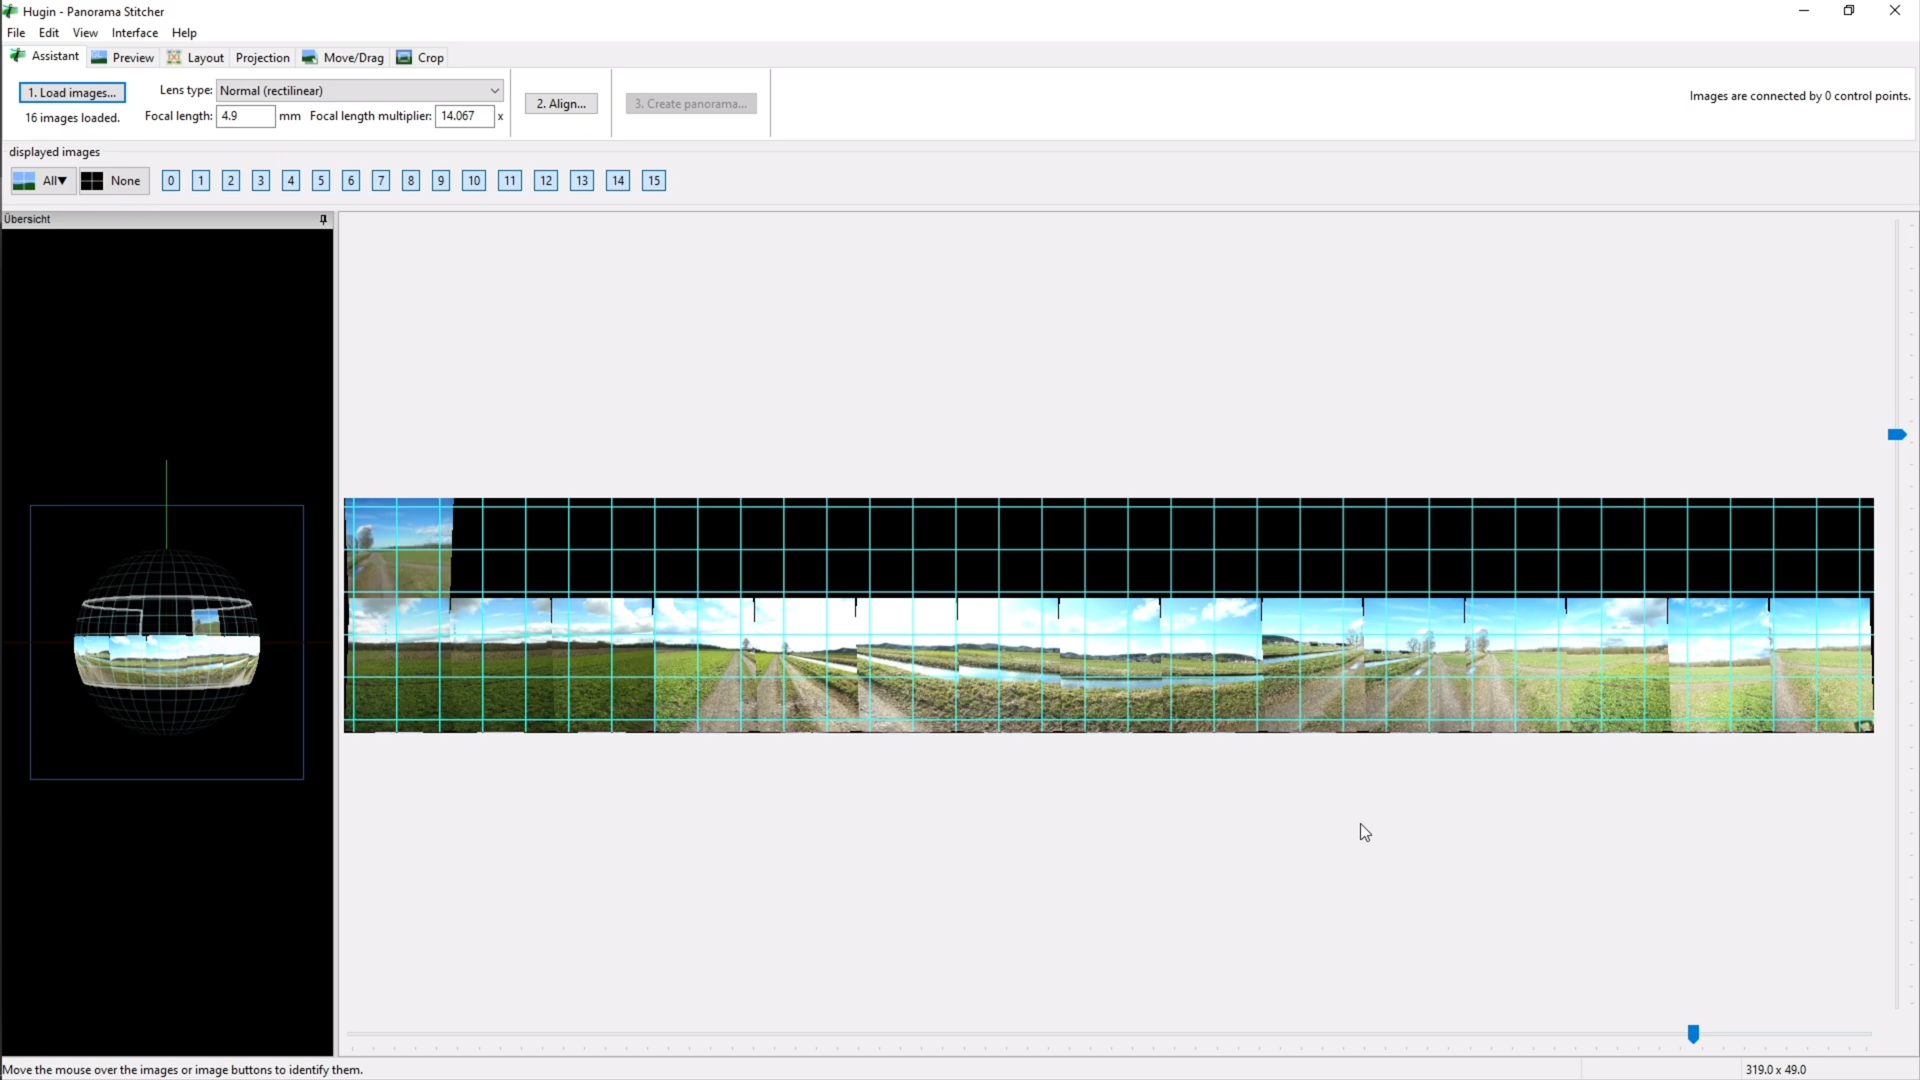 Hugin - Panorama Stitcher
File Edit View Interface Help
Assistant Preview Layout Projection Move/Drag Crop
1. Load images... Lens type: Normal (rectilinear) 2. Align... 3. Create panorama... Images are connected by 0 control points.
16 images loaded. Focal length: 4.9 mm Focal length multiplier: 14.067 x
displayed images
All▼ None 0 1 2 3 4 5 6 7 8 9 10 11 12 13 14 15
Übersicht
Move the mouse over the images or image buttons to identify them. 319.0 x 49.0